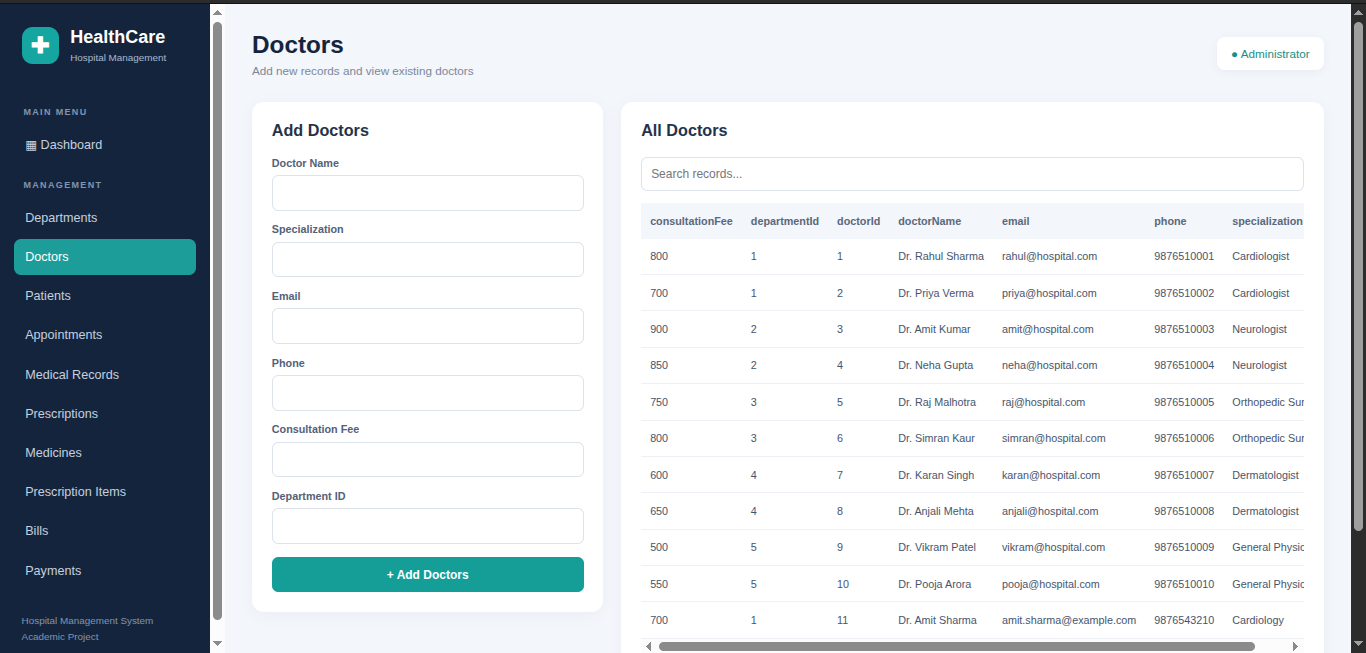 HealthCare
Hospital Management
MAIN MENU
▦ Dashboard
MANAGEMENT
Departments
Doctors
Patients
Appointments
Medical Records
Prescriptions
Medicines
Prescription Items
Bills
Payments
Hospital Management System
Academic Project
Doctors
Add new records and view existing doctors
● Administrator
Add Doctors
Doctor Name
Specialization
Email
Phone
Consultation Fee
Department ID
+ Add Doctors
All Doctors
Search records...
consultationFee departmentId doctorId doctorName email phone specialization
800 1 1 Dr. Rahul Sharma rahul@hospital.com 9876510001 Cardiologist
700 1 2 Dr. Priya Verma priya@hospital.com 9876510002 Cardiologist
900 2 3 Dr. Amit Kumar amit@hospital.com 9876510003 Neurologist
850 2 4 Dr. Neha Gupta neha@hospital.com 9876510004 Neurologist
750 3 5 Dr. Raj Malhotra raj@hospital.com 9876510005 Orthopedic Sur
800 3 6 Dr. Simran Kaur simran@hospital.com 9876510006 Orthopedic Sur
600 4 7 Dr. Karan Singh karan@hospital.com 9876510007 Dermatologist
650 4 8 Dr. Anjali Mehta anjali@hospital.com 9876510008 Dermatologist
500 5 9 Dr. Vikram Patel vikram@hospital.com 9876510009 General Physic
550 5 10 Dr. Pooja Arora pooja@hospital.com 9876510010 General Physic
700 1 11 Dr. Amit Sharma amit.sharma@example.com 9876543210 Cardiology